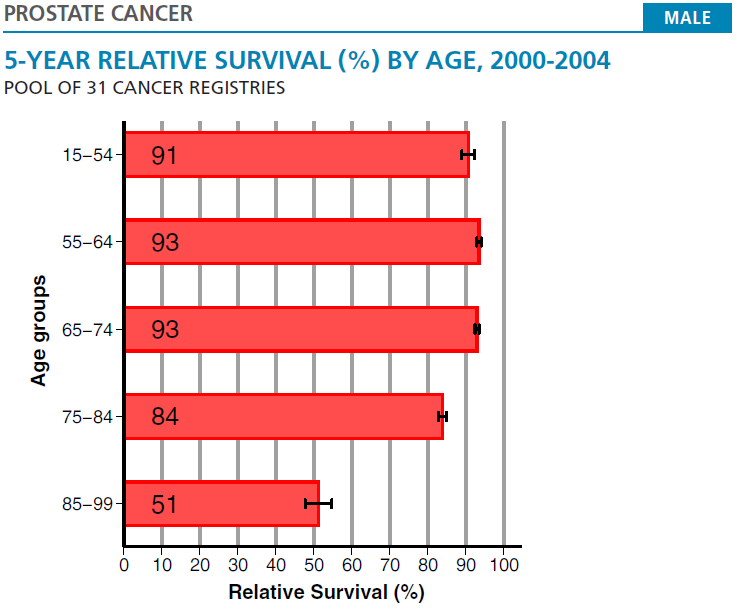 PROSTATE CANCER
MALE
5-YEAR RELATIVE SURVIVAL (%) BY AGE, 2000-2004
POOL OF 31 CANCER REGISTRIES
Age groups
15–54
91
55–64
93
65–74
93
75–84
84
85–99
51
0 10 20 30 40 50 60 70 80 90 100
Relative Survival (%)